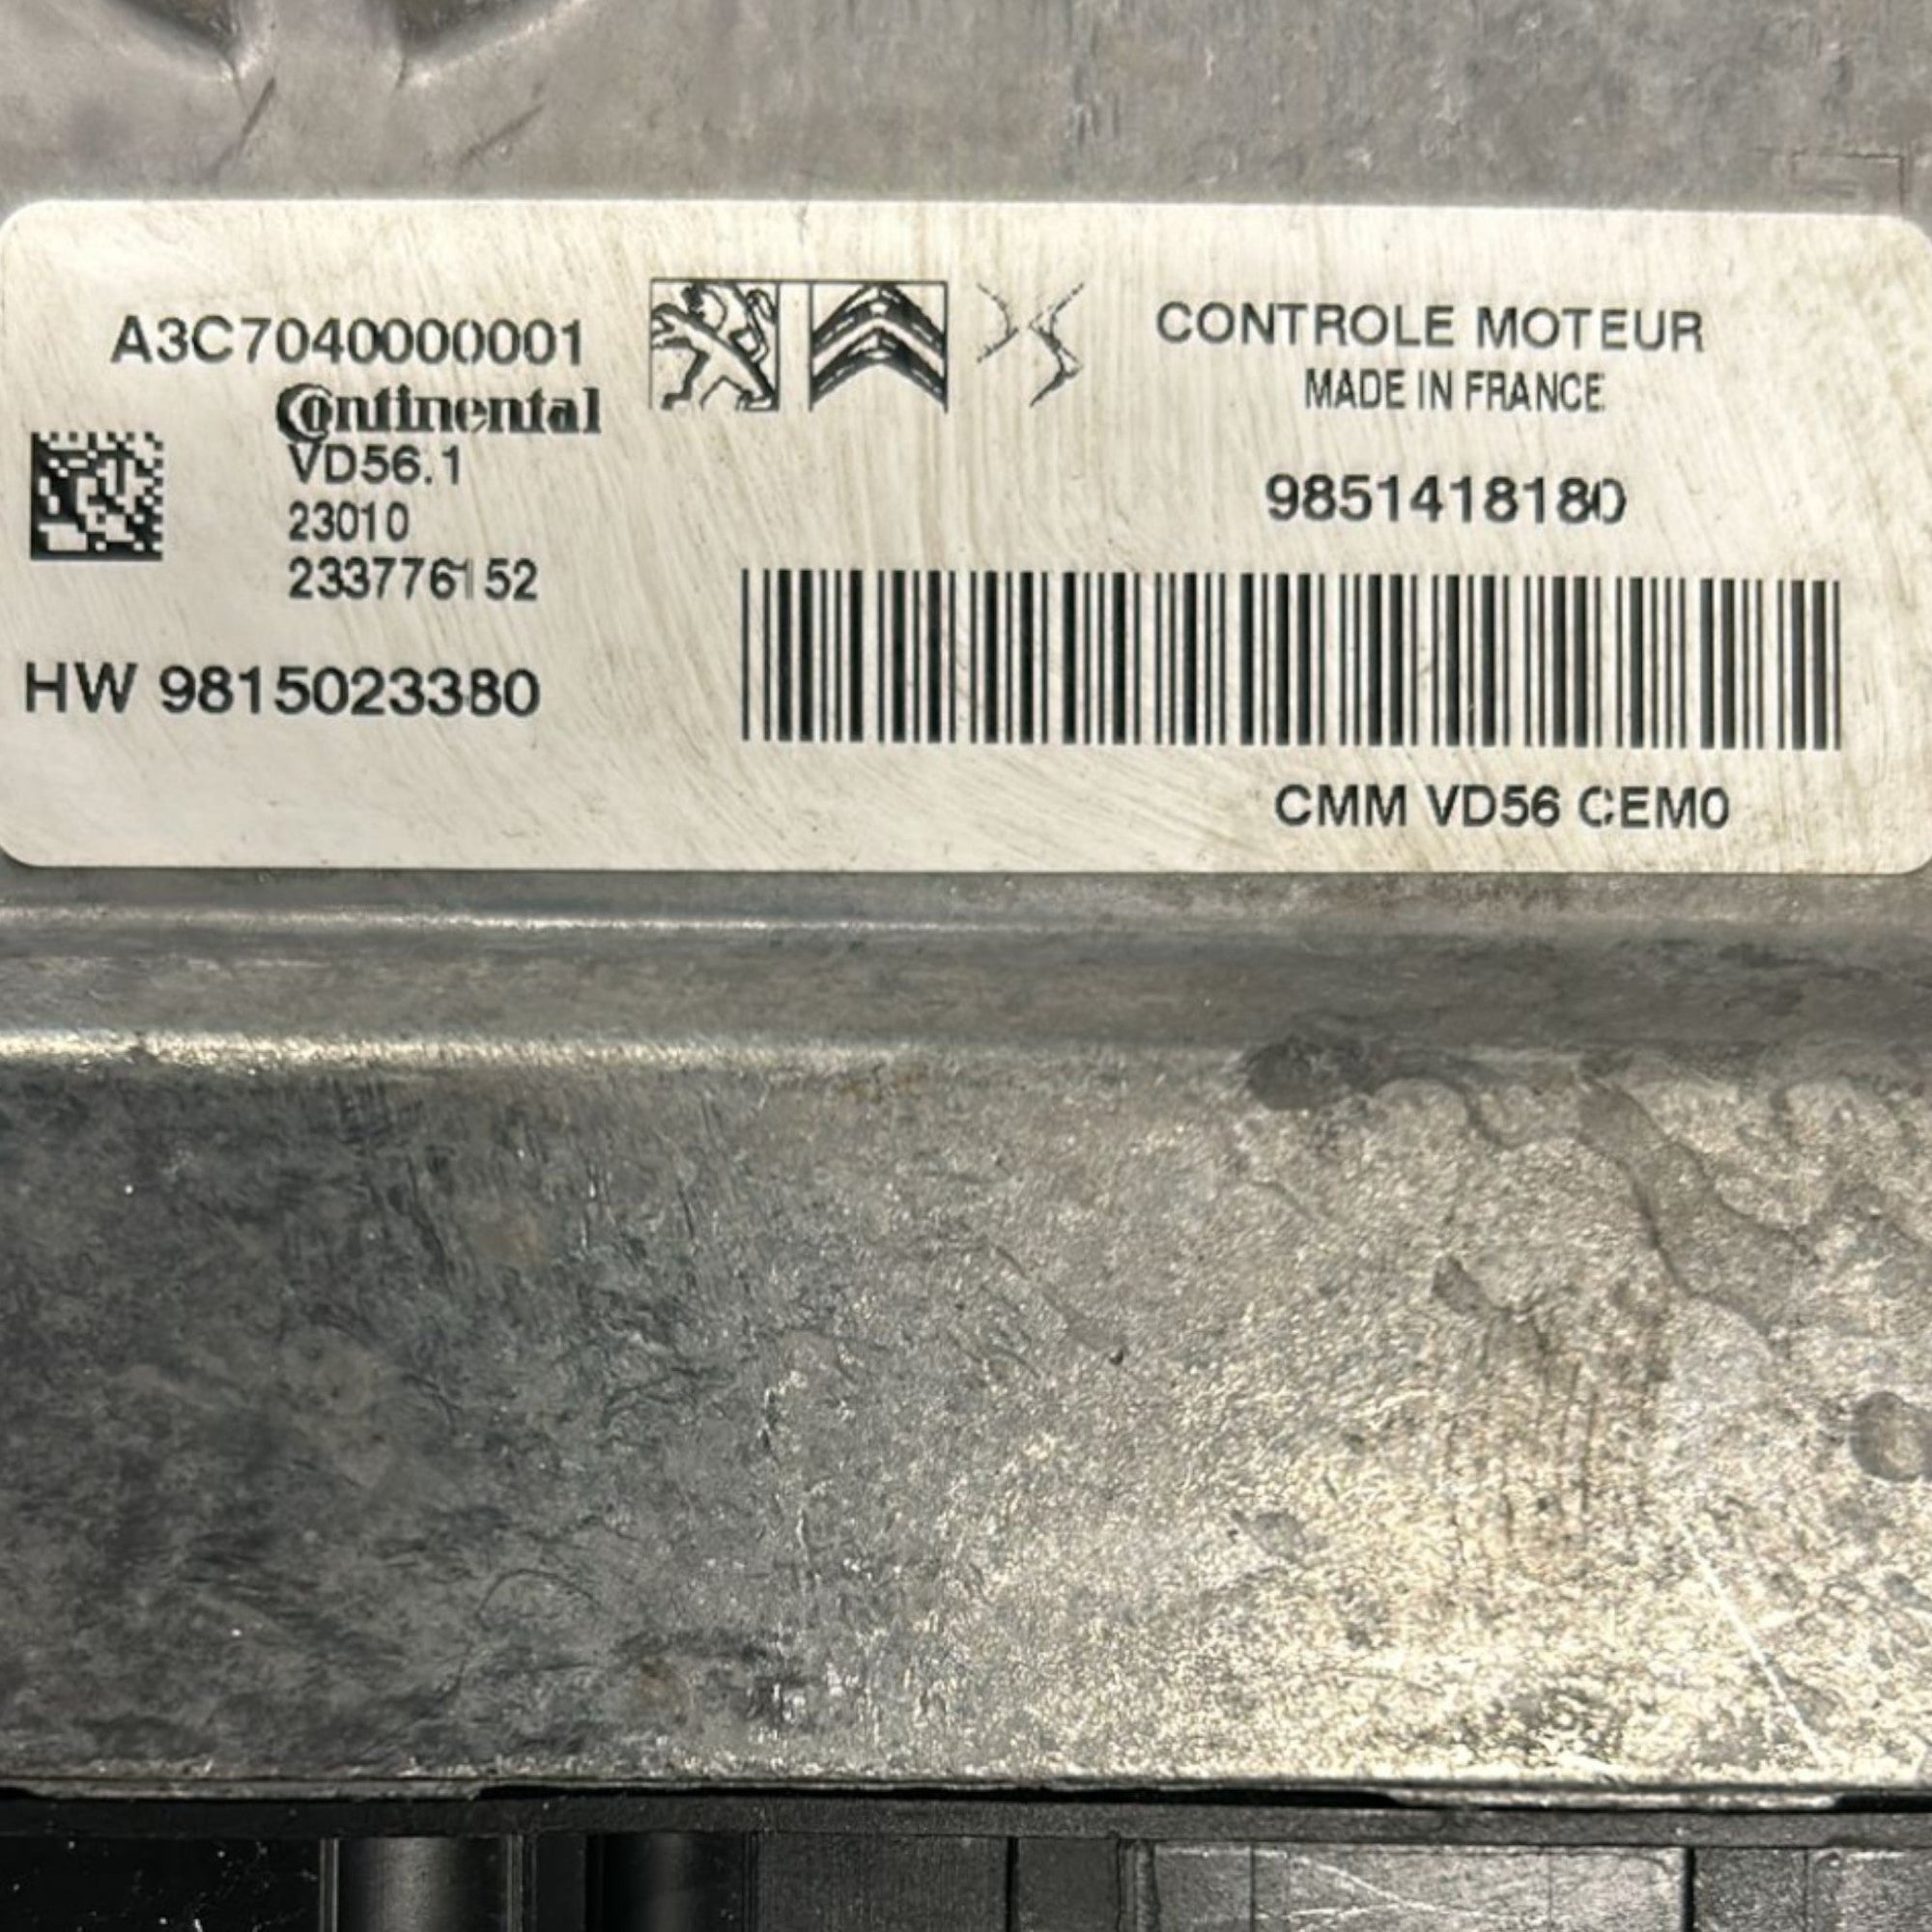 A3C7040000001
Continental
VD56.1
23010
233776152
HW 9815023380
CONTROLE MOTEUR
MADE IN FRANCE
9851418180
CMM VD56 CEM0